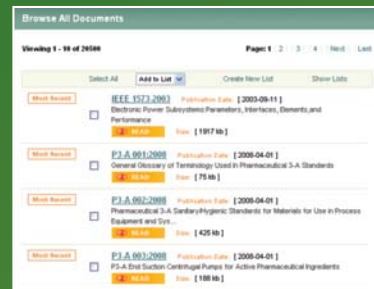 Browse All Documents
Viewing 1 - 10 of 20500 Page: 1 2 3 4 Next Last
Select All Add to List Create New List Show Lists
Most Recent IEEE 1573-2003 Publication Date: [ 2003-09-11 ]
Electronic Power Subsystems:Parameters, Interfaces, Elements,and
Performance
READ Size: [ 1917 kb ]
Most Recent P3-A 001:2008 Publication Date: [ 2008-04-01 ]
General Glossary of Terminology Used in Pharmaceutical 3-A Standards
READ Size: [ 75 kb ]
Most Recent P3-A 002:2008 Publication Date: [ 2008-04-01 ]
Pharmaceutical 3-A Sanitary/Hygienic Standards for Materials for Use in Process
Equipment and Sys...
READ Size: [ 425 kb ]
Most Recent P3-A 003:2008 Publication Date: [ 2008-04-01 ]
P3-A End Suction Centrifugal Pumps for Active Pharmaceutical Ingredients
READ Size: [ 188 kb ]